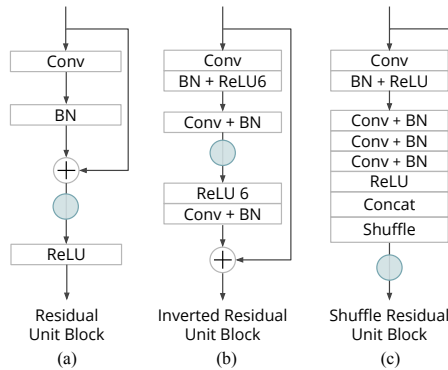 Conv
BN
+
ReLU
Residual
Unit Block
(a)
Conv
BN + ReLU6
Conv + BN
ReLU 6
Conv + BN
+
Inverted Residual
Unit Block
(b)
Conv
BN + ReLU
Conv + BN
Conv + BN
Conv + BN
ReLU
Concat
Shuffle
Shuffle Residual
Unit Block
(c)